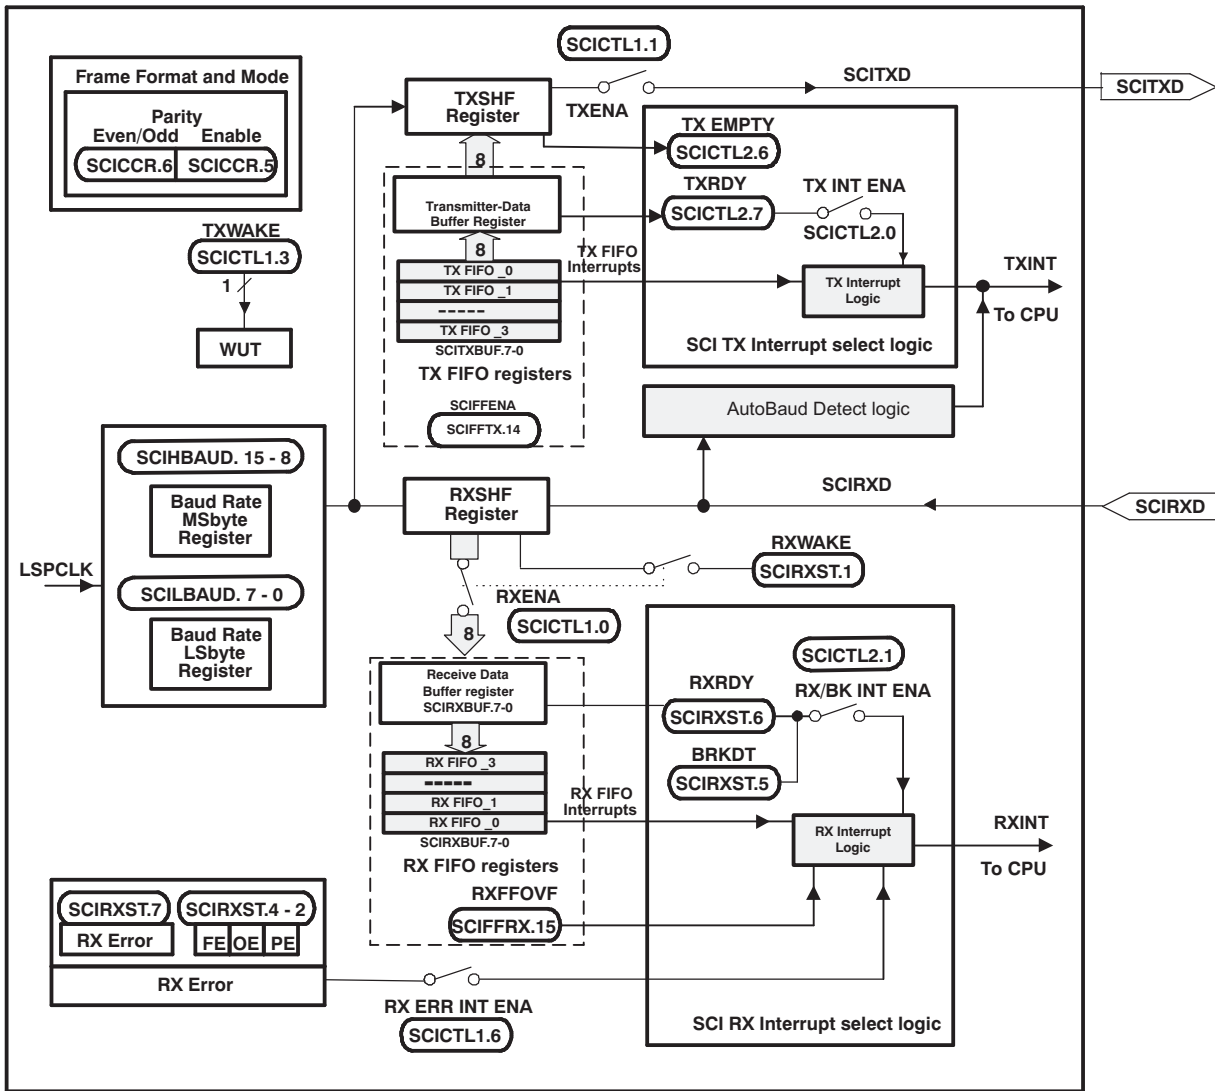 SCICTL1.1
Frame Format and Mode
Parity
Even/Odd Enable
SCICCR.6 SCICCR.5
TXSHF
Register
TXENA
SCITXD
SCITXD
8
TX EMPTY
SCICTL2.6
TXRDY
SCICTL2.7
TX INT ENA
SCICTL2.0
Transmitter-Data
Buffer Register
8
TX FIFO
Interrupts
TX FIFO _0
TX FIFO _1
-----
TX FIFO _3
SCITXBUF.7-0
TX FIFO registers
SCIFFENA
SCIFFTX.14
TX Interrupt
Logic
TXINT
To CPU
SCI TX Interrupt select logic
TXWAKE
SCICTL1.3
1
WUT
AutoBaud Detect logic
LSPCLK
SCIHBAUD. 15 - 8
Baud Rate
MSbyte
Register
SCILBAUD. 7 - 0
Baud Rate
LSbyte
Register
RXSHF
Register
SCIRXD
SCIRXD
RXWAKE
SCIRXST.1
RXENA
SCICTL1.0
8
Receive Data
Buffer register
SCIRXBUF.7-0
8
RX FIFO _3
-----
RX FIFO_1
RX FIFO _0
SCIRXBUF.7-0
RX FIFO registers
RX FIFO
Interrupts
RXFFOVF
SCIFFRX.15
SCICTL2.1
RXRDY
RX/BK INT ENA
SCIRXST.6
BRKDT
SCIRXST.5
RX Interrupt
Logic
RXINT
To CPU
SCI RX Interrupt select logic
SCIRXST.7 SCIRXST.4 - 2
RX Error FE OE PE
RX Error
RX ERR INT ENA
SCICTL1.6